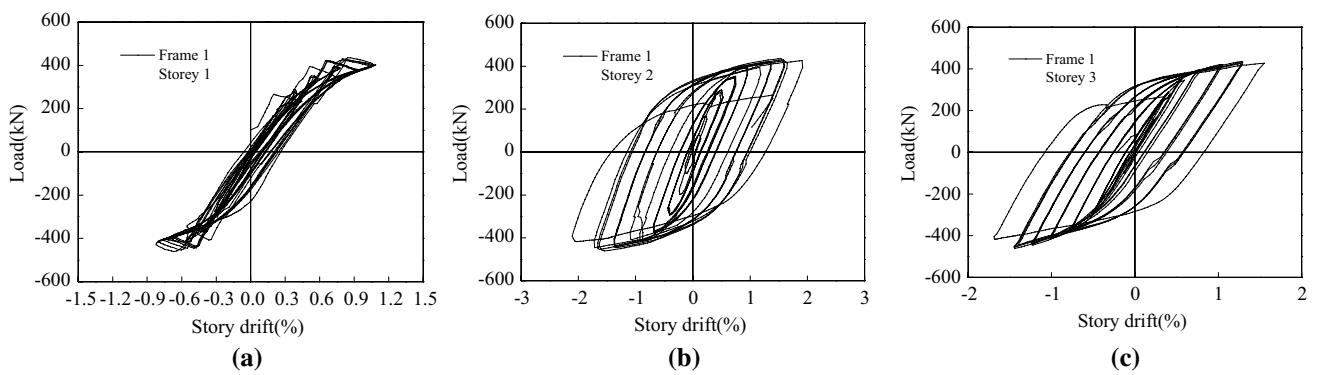 600
400
200
0
-200
-400
-600
Load(kN)
Frame 1
Storey 1
-1.5 -1.2 -0.9 -0.6 -0.3 0.0 0.3 0.6 0.9 1.2 1.5
Story drift(%)
(a)
600
400
200
0
-200
-400
-600
Load(kN)
Frame 1
Storey 2
-3 -2 -1 0 1 2 3
Story drift(%)
(b)
600
400
200
0
-200
-400
-600
Load(kN)
Frame 1
Storey 3
-2 -1 0 1 2
Story drift(%)
(c)